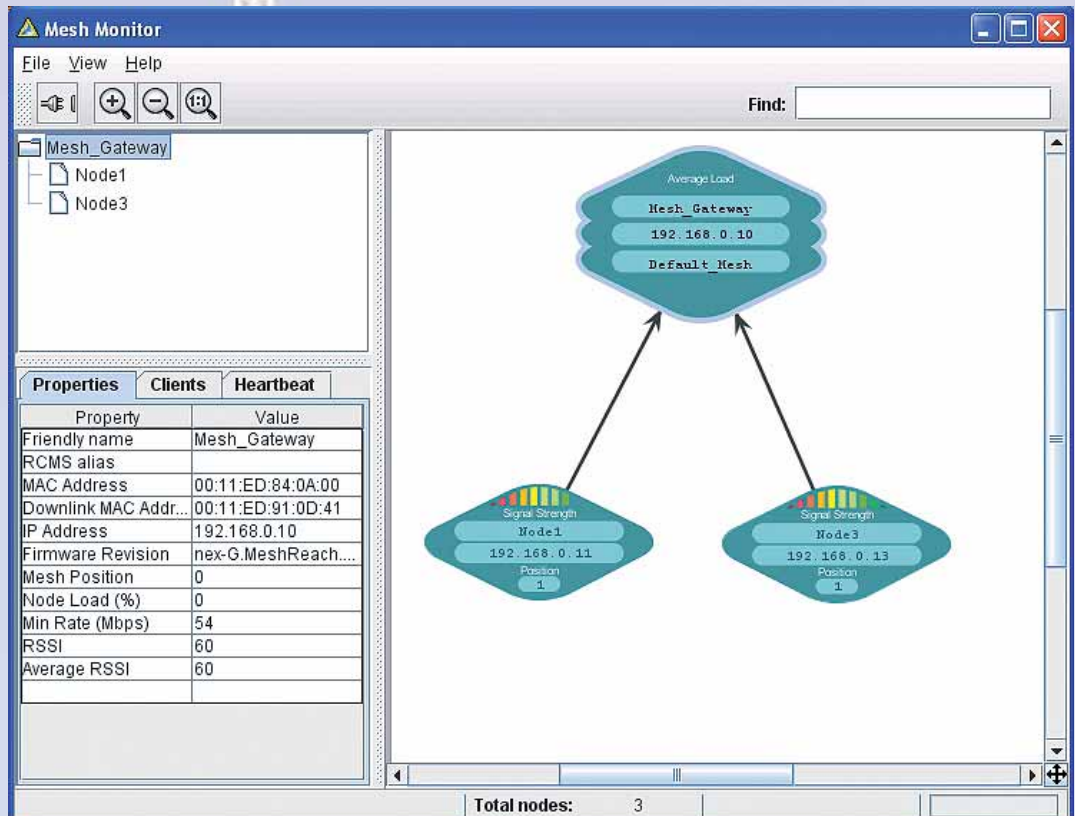 Mesh Monitor
File View Help
1:1
Find:
Mesh_Gateway
Node1
Node3
Properties Clients Heartbeat
Property Value
Friendly name Mesh_Gateway
RCMS alias
MAC Address 00:11:ED:84:0A:00
Downlink MAC Addr... 00:11:ED:91:0D:41
IP Address 192.168.0.10
Firmware Revision nex-G.MeshReach....
Mesh Position 0
Node Load (%) 0
Min Rate (Mbps) 54
RSSI 60
Average RSSI 60
Average Load
Mesh_Gateway
192.168.0.10
Default_Mesh
Signal Strength
Node1
192.168.0.11
Position
1
Signal Strength
Node3
192.168.0.13
Position
1
Total nodes: 3